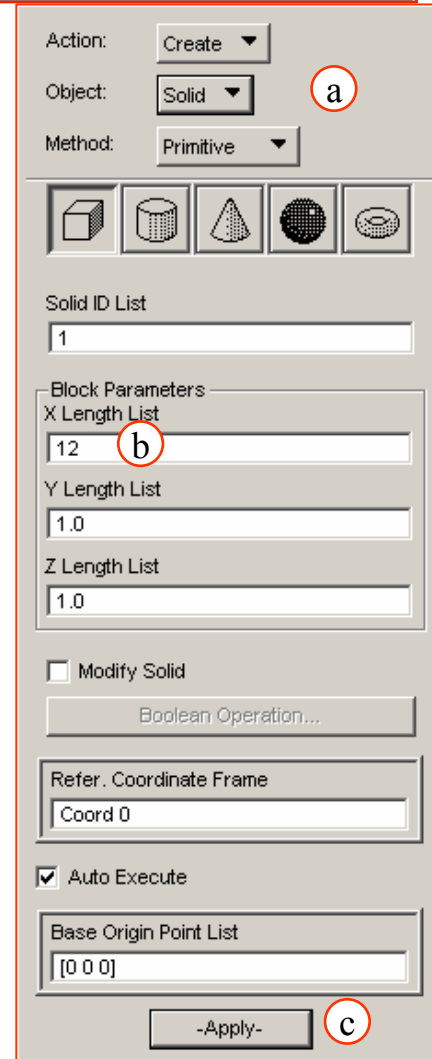 Action: Create
Object: Solid a
Method: Primitive
Solid ID List
1
Block Parameters
X Length List
12 b
Y Length List
1.0
Z Length List
1.0
Modify Solid
Boolean Operation...
Refer. Coordinate Frame
Coord 0
Auto Execute
Base Origin Point List
[0 0 0]
-Apply- c